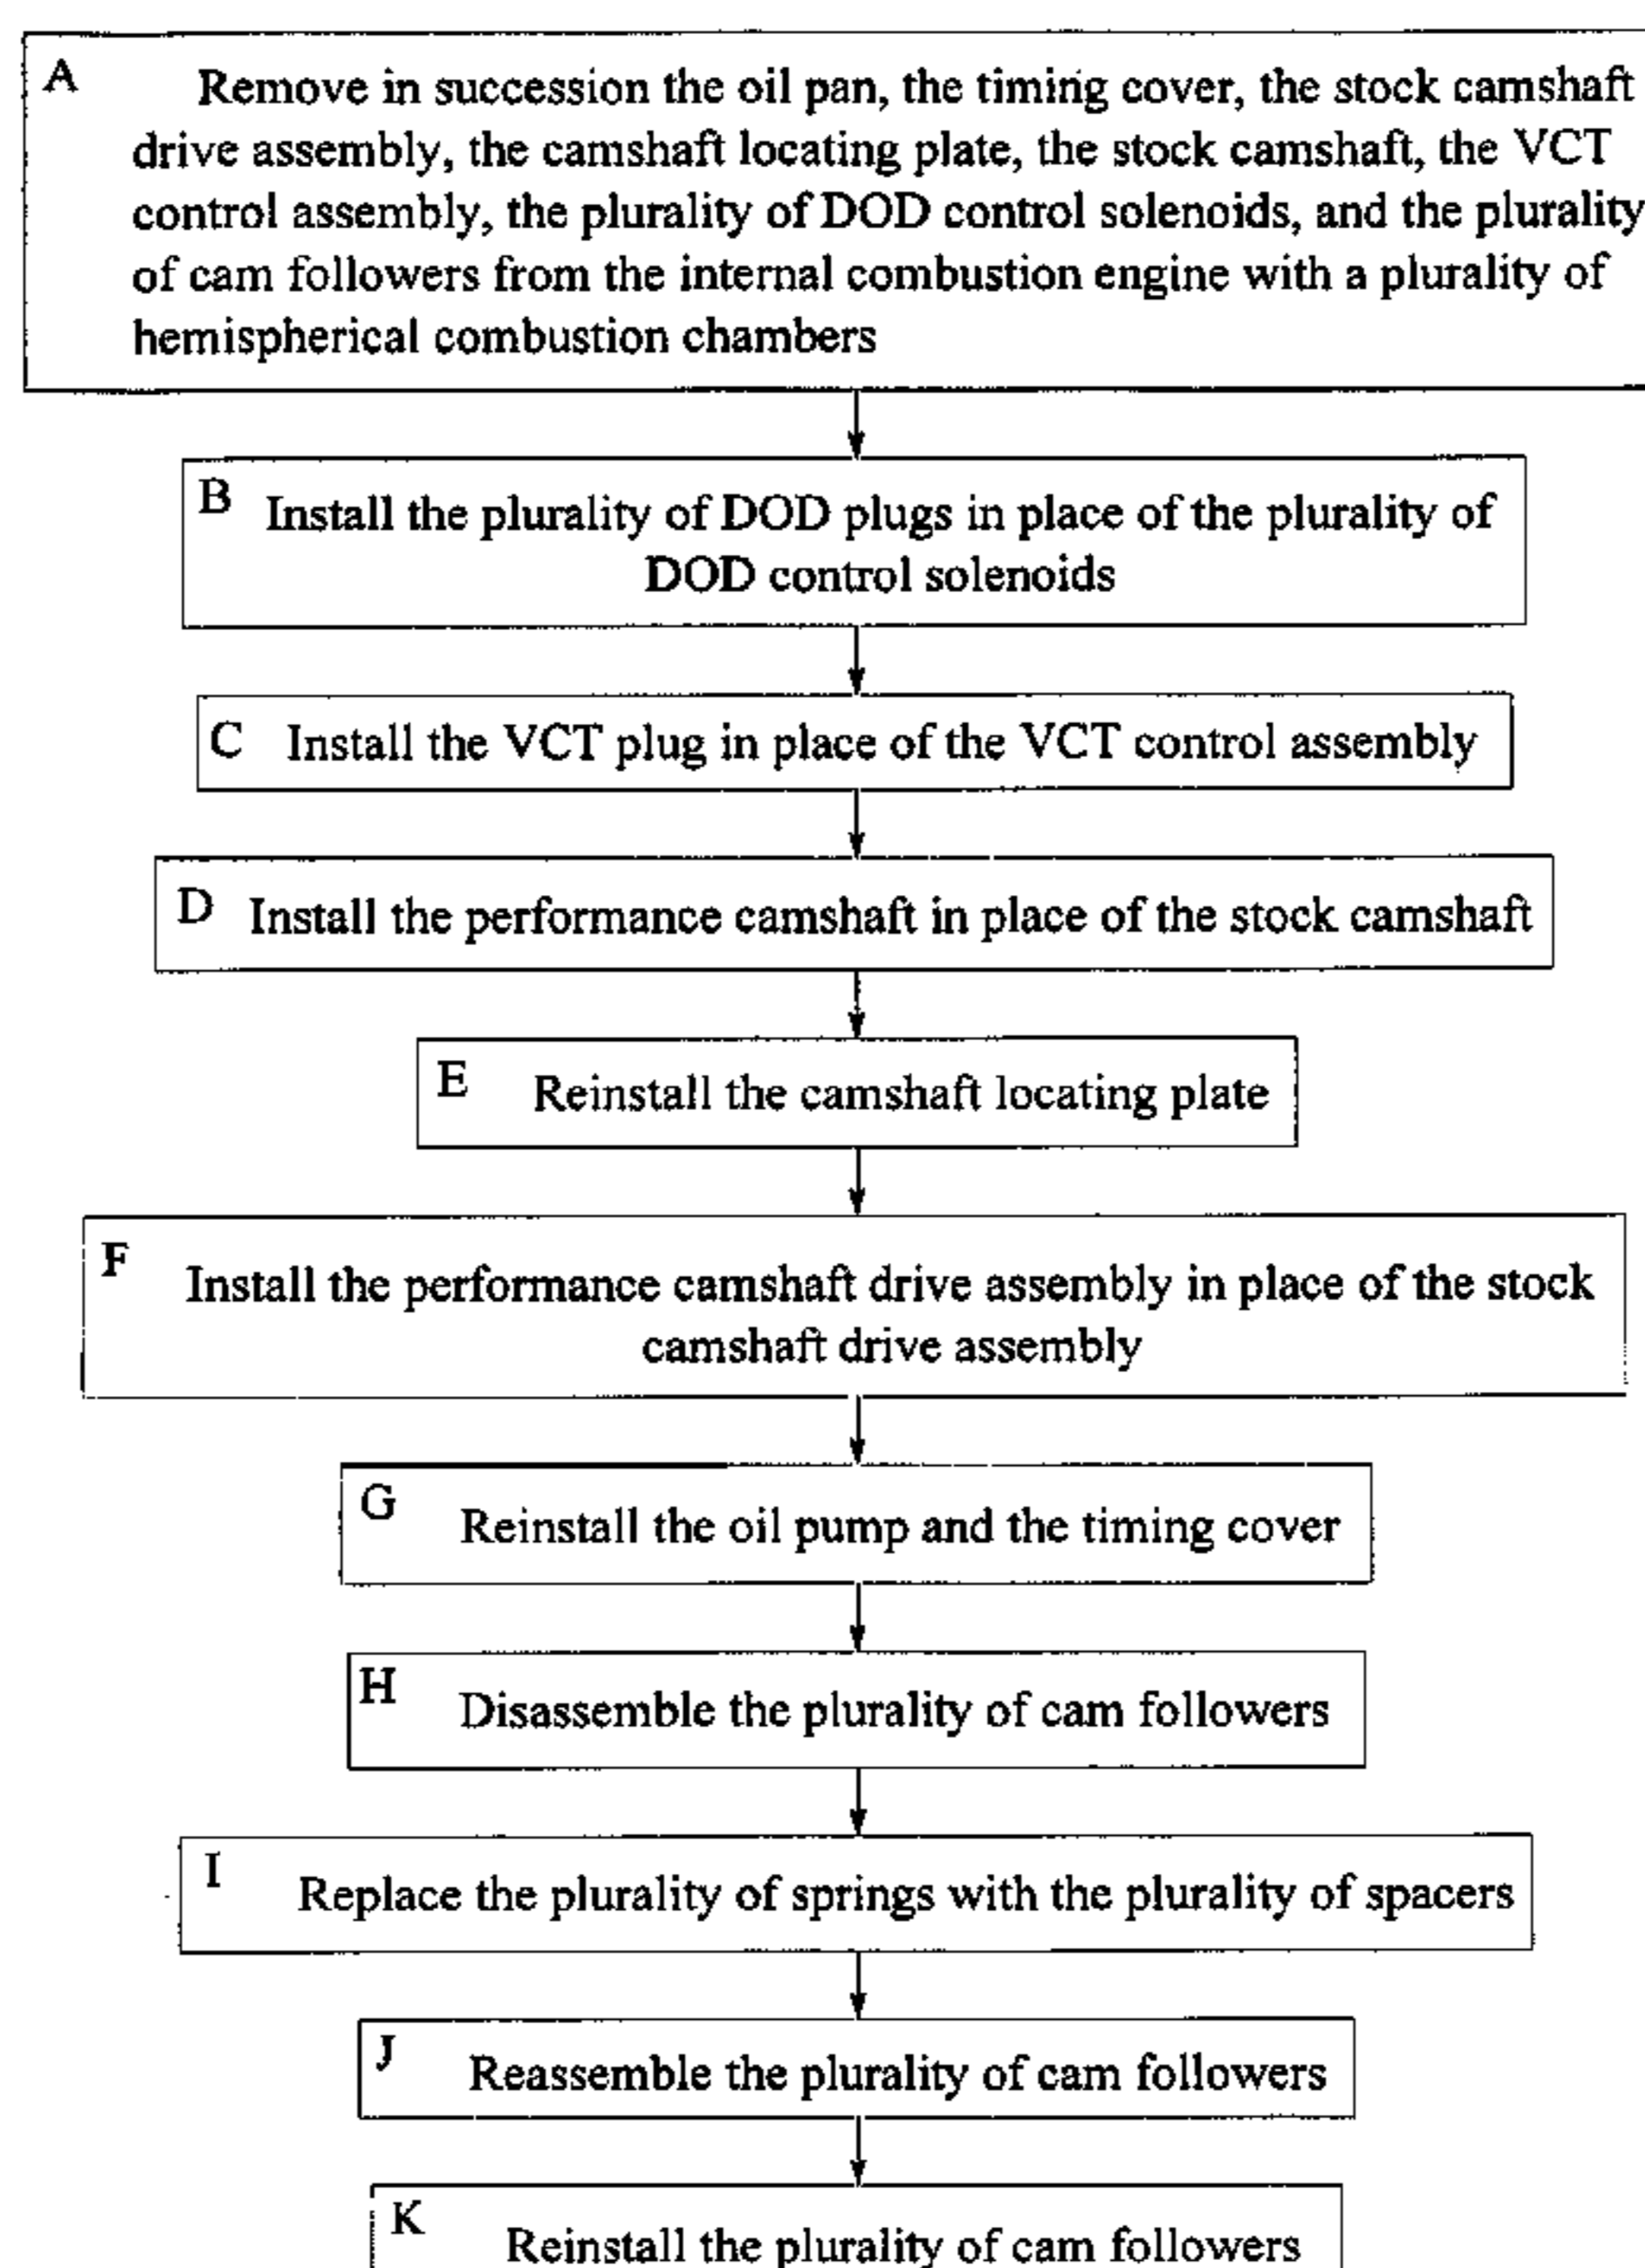 A Remove in succession the oil pan, the timing cover, the stock camshaft
drive assembly, the camshaft locating plate, the stock camshaft, the VCT
control assembly, the plurality of DOD control solenoids, and the plurality
of cam followers from the internal combustion engine with a plurality of
hemispherical combustion chambers
B Install the plurality of DOD plugs in place of the plurality of
DOD control solenoids
C Install the VCT plug in place of the VCT control assembly
D Install the performance camshaft in place of the stock camshaft
E Reinstall the camshaft locating plate
F Install the performance camshaft drive assembly in place of the stock
camshaft drive assembly
G Reinstall the oil pump and the timing cover
H Disassemble the plurality of cam followers
I Replace the plurality of springs with the plurality of spacers
J Reassemble the plurality of cam followers
K Reinstall the plurality of cam followers